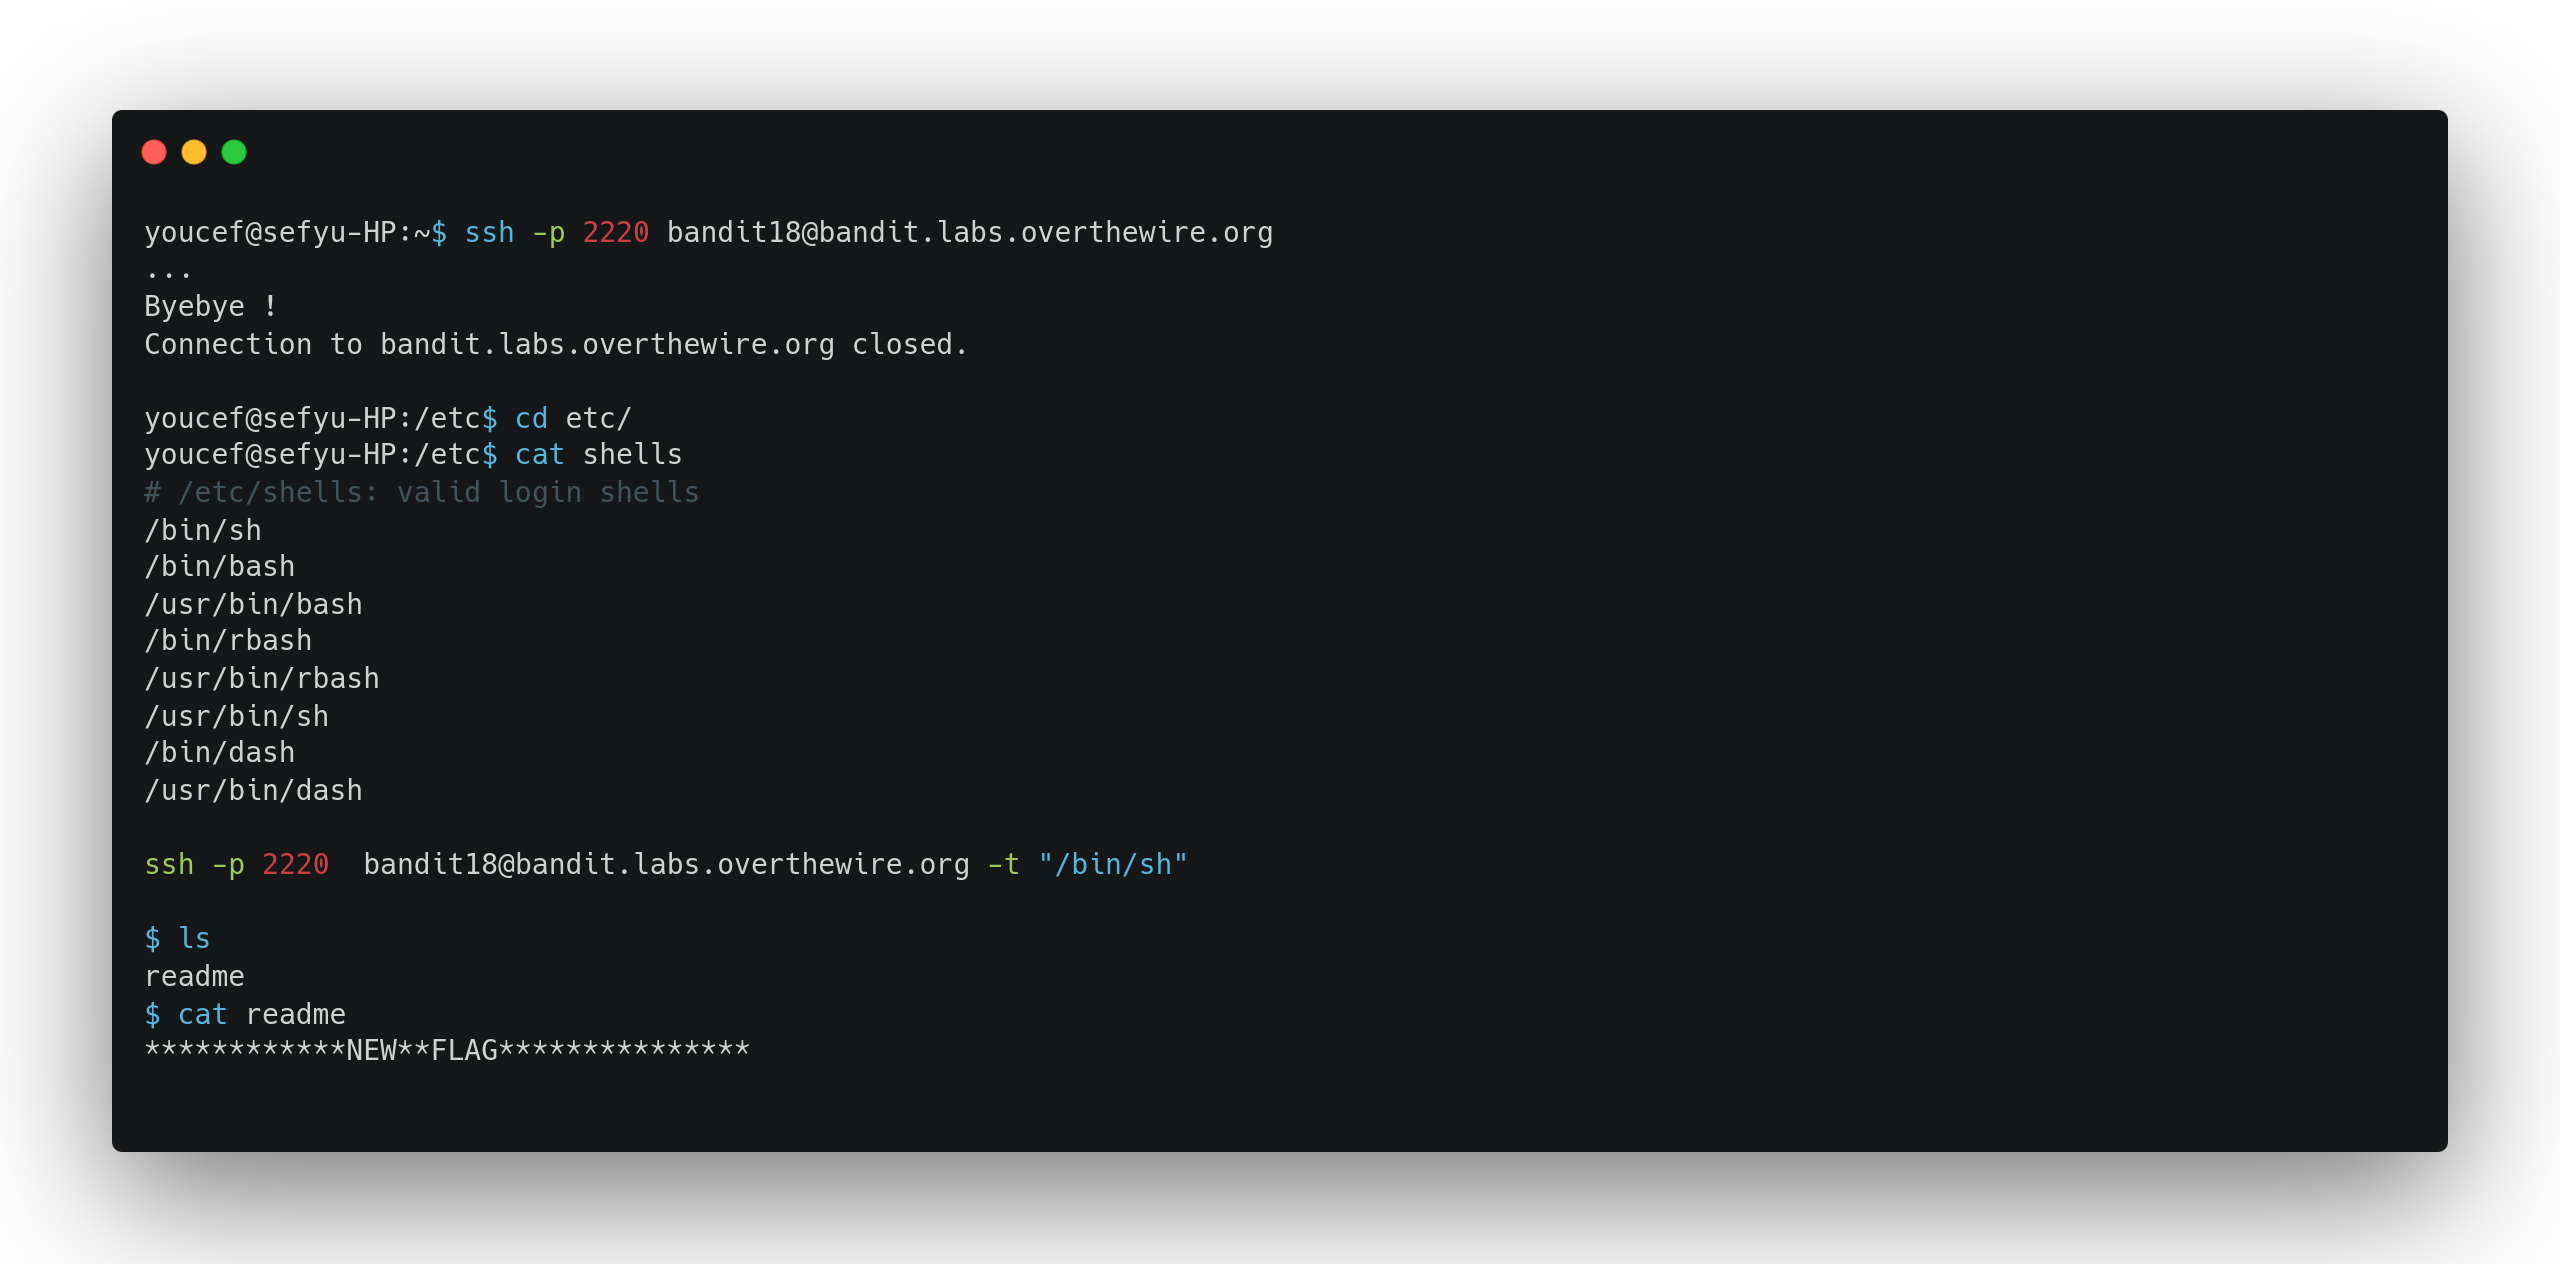 youcef@sefyu-HP:~$ ssh -p 2220 bandit18@bandit.labs.overthewire.org
...
Byebye !
Connection to bandit.labs.overthewire.org closed.
youcef@sefyu-HP:/etc$ cd etc/
youcef@sefyu-HP:/etc$ cat shells
# /etc/shells: valid login shells
/bin/sh
/bin/bash
/usr/bin/bash
/bin/rbash
/usr/bin/rbash
/usr/bin/sh
/bin/dash
/usr/bin/dash
ssh -p 2220  bandit18@bandit.labs.overthewire.org -t "/bin/sh"
$ ls
readme
$ cat readme
************NEW**FLAG***************